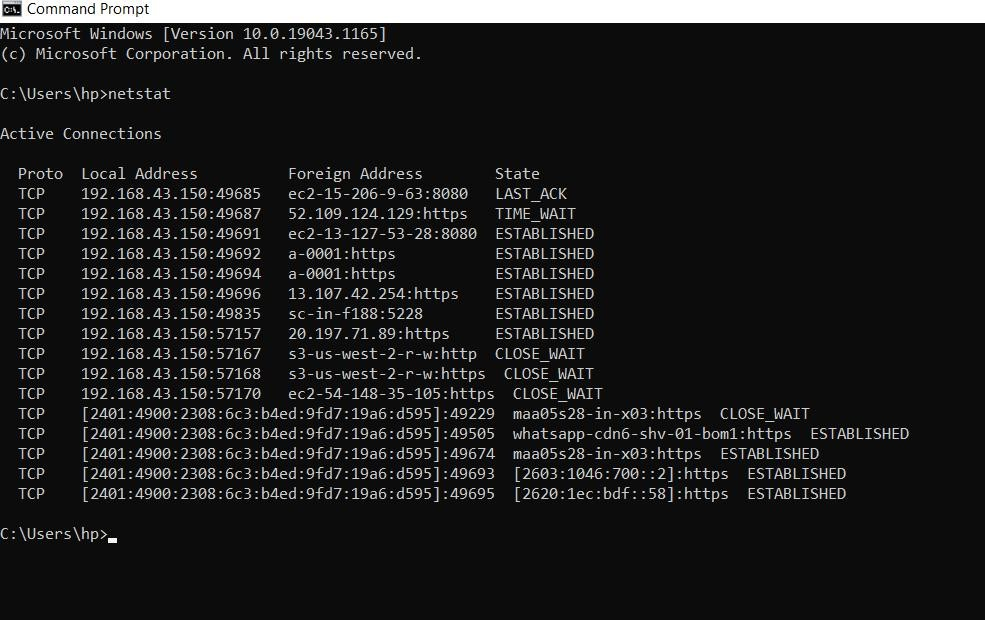 Command Prompt
Microsoft Windows [Version 10.0.19043.1165]
(c) Microsoft Corporation. All rights reserved.
C:\Users\hp>netstat
Active Connections
  Proto  Local Address          Foreign Address        State
  TCP    192.168.43.150:49685   ec2-15-206-9-63:8080   LAST_ACK
  TCP    192.168.43.150:49687   52.109.124.129:https   TIME_WAIT
  TCP    192.168.43.150:49691   ec2-13-127-53-28:8080  ESTABLISHED
  TCP    192.168.43.150:49692   a-0001:https           ESTABLISHED
  TCP    192.168.43.150:49694   a-0001:https           ESTABLISHED
  TCP    192.168.43.150:49696   13.107.42.254:https    ESTABLISHED
  TCP    192.168.43.150:49835   sc-in-f188:5228        ESTABLISHED
  TCP    192.168.43.150:57157   20.197.71.89:https     ESTABLISHED
  TCP    192.168.43.150:57167   s3-us-west-2-r-w:http  CLOSE_WAIT
  TCP    192.168.43.150:57168   s3-us-west-2-r-w:https  CLOSE_WAIT
  TCP    192.168.43.150:57170   ec2-54-148-35-105:https  CLOSE_WAIT
  TCP    [2401:4900:2308:6c3:b4ed:9fd7:19a6:d595]:49229  maa05s28-in-x03:https  CLOSE_WAIT
  TCP    [2401:4900:2308:6c3:b4ed:9fd7:19a6:d595]:49505  whatsapp-cdn6-shv-01-bom1:https  ESTABLISHED
  TCP    [2401:4900:2308:6c3:b4ed:9fd7:19a6:d595]:49674  maa05s28-in-x03:https  ESTABLISHED
  TCP    [2401:4900:2308:6c3:b4ed:9fd7:19a6:d595]:49693  [2603:1046:700::2]:https  ESTABLISHED
  TCP    [2401:4900:2308:6c3:b4ed:9fd7:19a6:d595]:49695  [2620:1ec:bdf::58]:https  ESTABLISHED
C:\Users\hp>